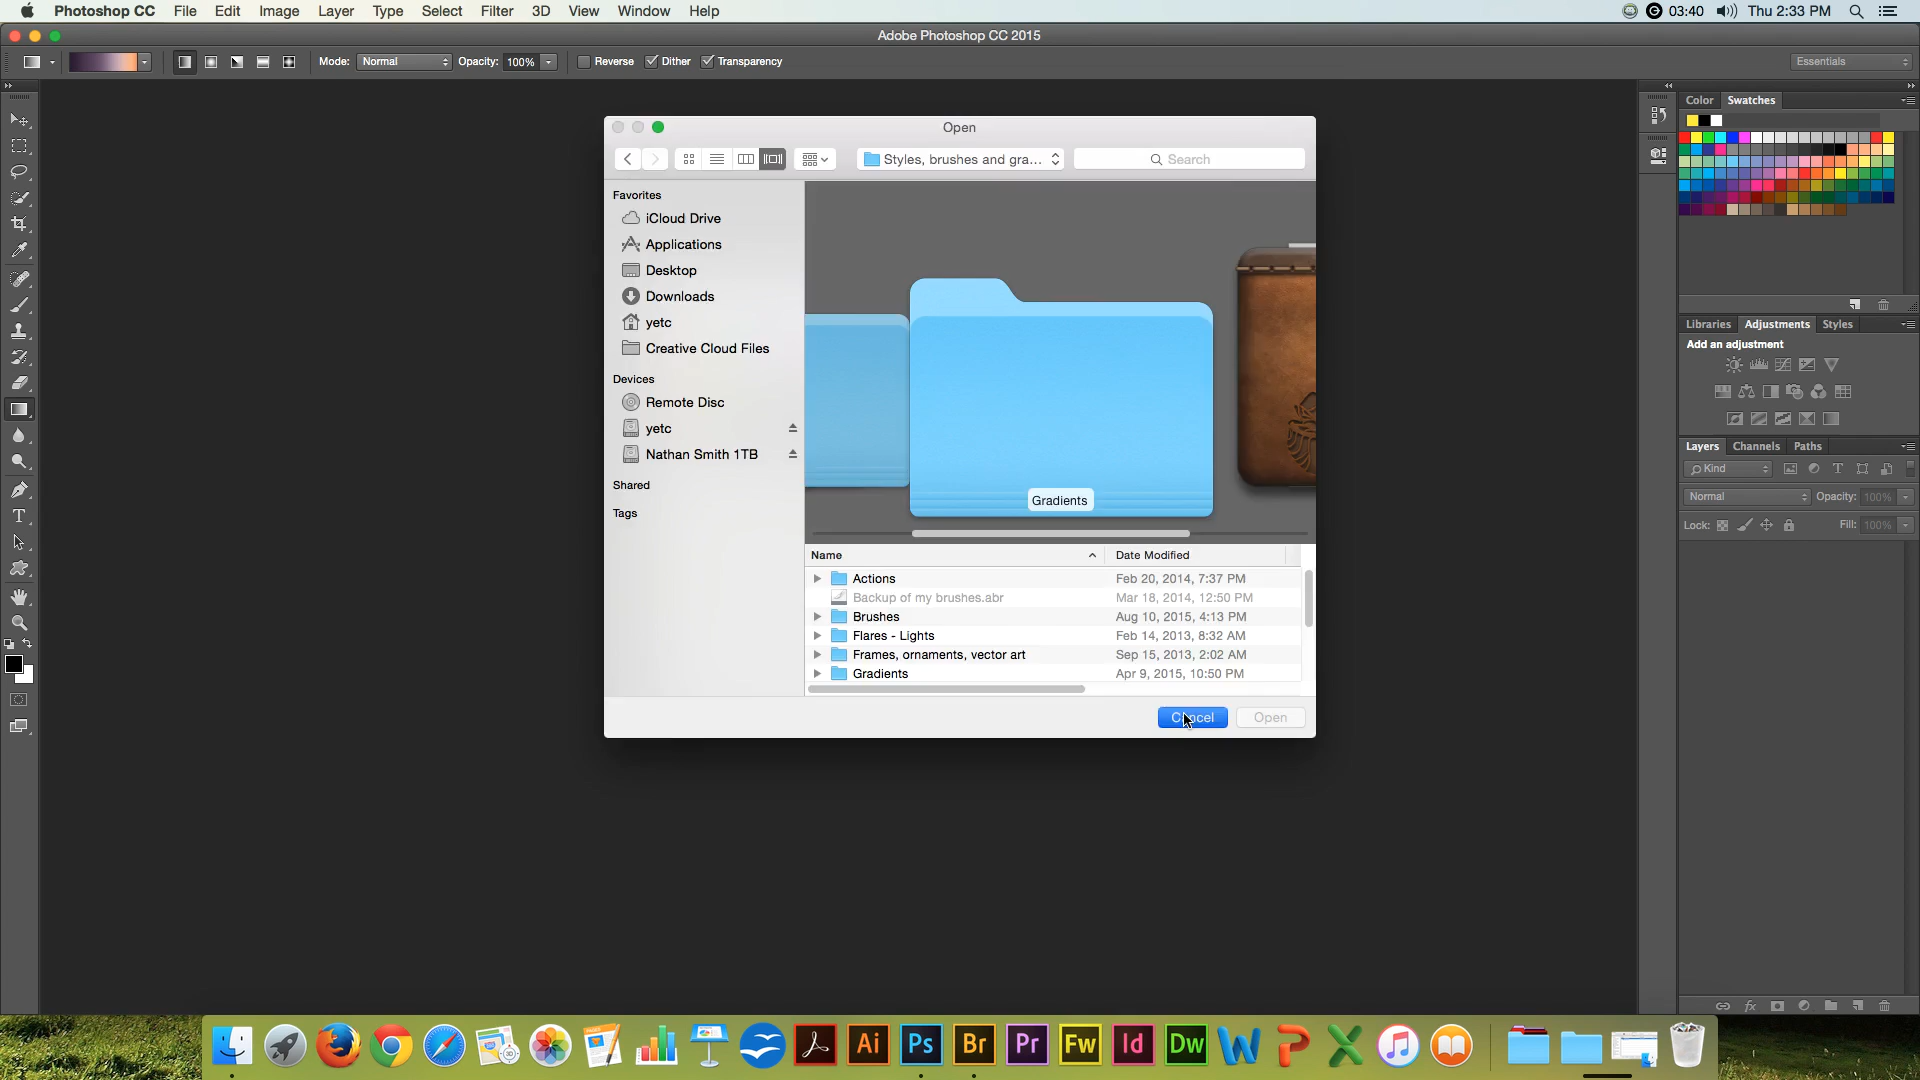 Photoshop CC File Edit Image Layer Type Select Filter 3D View Window Help 03:40 Thu 2:33 PM
Adobe Photoshop CC 2015
Mode: Normal Opacity: 100% Reverse Dither Transparency Essentials
Color Swatches
Open
Styles, brushes and gra... Search
Favorites
iCloud Drive
Applications
Desktop
Downloads
yetc
Creative Cloud Files
Devices
Remote Disc
yetc
Nathan Smith 1TB
Shared
Tags
Gradients
Name Date Modified
Actions Feb 20, 2014, 7:37 PM
Backup of my brushes.abr Mar 18, 2014, 12:50 PM
Brushes Aug 10, 2015, 4:13 PM
Flares - Lights Feb 14, 2013, 8:32 AM
Frames, ornaments, vector art Sep 15, 2013, 2:02 AM
Gradients Apr 9, 2015, 10:50 PM
Cancel Open
Libraries Adjustments Styles
Add an adjustment
Layers Channels Paths
Kind
Normal Opacity: 100%
Lock: Fill: 100%
Ai Ps Br Pr Fw Id Dw